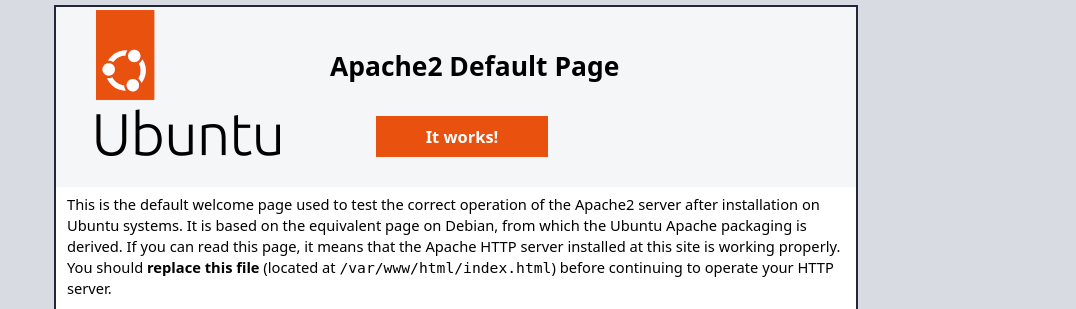 Apache2 Default Page
Ubuntu
It works!
This is the default welcome page used to test the correct operation of the Apache2 server after installation on
Ubuntu systems. It is based on the equivalent page on Debian, from which the Ubuntu Apache packaging is
derived. If you can read this page, it means that the Apache HTTP server installed at this site is working properly.
You should replace this file (located at /var/www/html/index.html) before continuing to operate your HTTP
server.